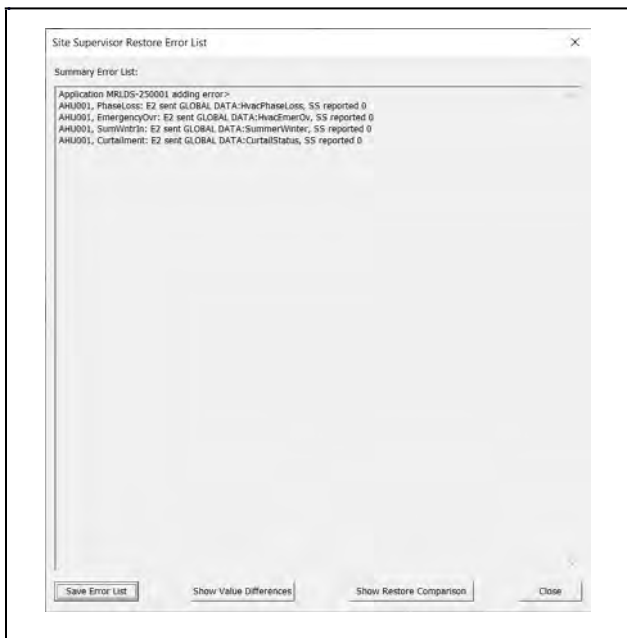 Site Supervisor Restore Error List
Summary Error List:
Application MRLDS-250001 adding error>
AHU001, PhaseLoss: E2 sent GLOBAL DATA:HvacPhaseLoss, SS reported 0
AHU001, EmergencyOvr: E2 sent GLOBAL DATA:HvacEmerOv, SS reported 0
AHU001, SumWntrIn: E2 sent GLOBAL DATA:SummerWinter, SS reported 0
AHU001, Curtailment: E2 sent GLOBAL DATA:CurtailStatus, SS reported 0
Save Error List Show Value Differences Show Restore Comparison Close